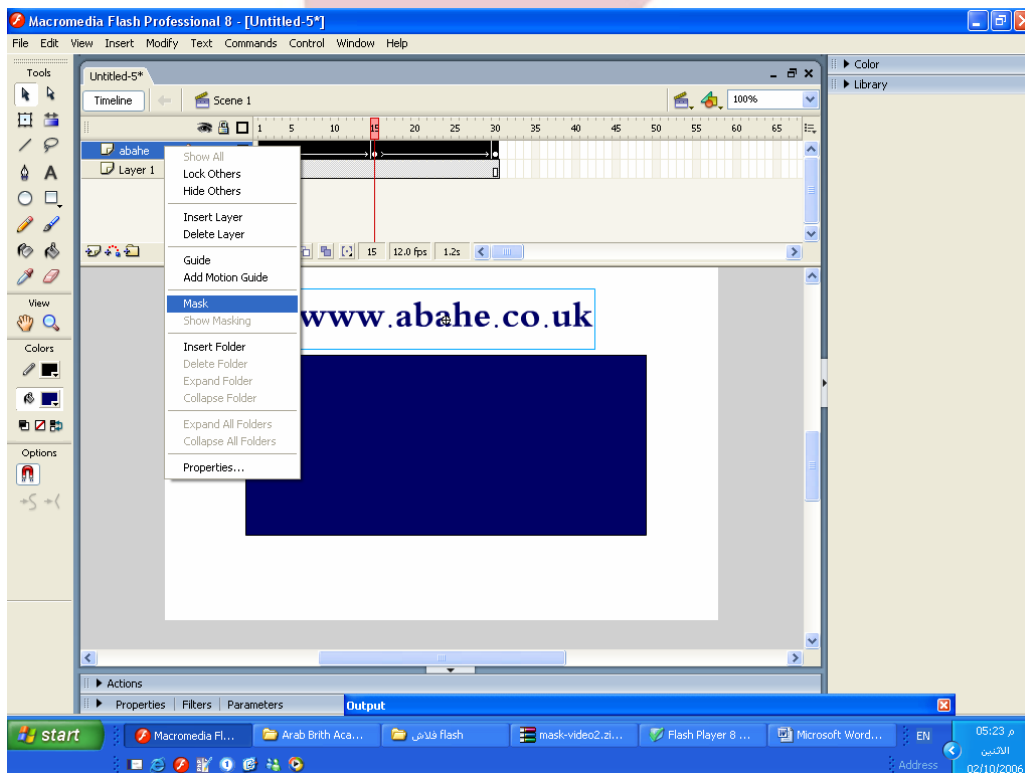 Macromedia Flash Professional 8 - [Untitled-5*]
File Edit View Insert Modify Text Commands Control Window Help
Tools
View
Colors
Options
Untitled-5*
Timeline Scene 1 100%
1 5 10 15 20 25 30 35 40 45 50 55 60 65
abahe
Layer 1
15 12.0 fps 1.2s
Show All
Lock Others
Hide Others
Insert Layer
Delete Layer
Guide
Add Motion Guide
Mask
Show Masking
Insert Folder
Delete Folder
Expand Folder
Collapse Folder
Expand All Folders
Collapse All Folders
Properties...
www.abahe.co.uk
Color
Library
Actions
Properties Filters Parameters
Output
start
Macromedia Fl...
Arab Brith Aca...
فلاش flash
mask-video2.zi...
Flash Player 8 ...
Microsoft Word...
EN
Address
05:23 م
الاثنين
02/10/2006